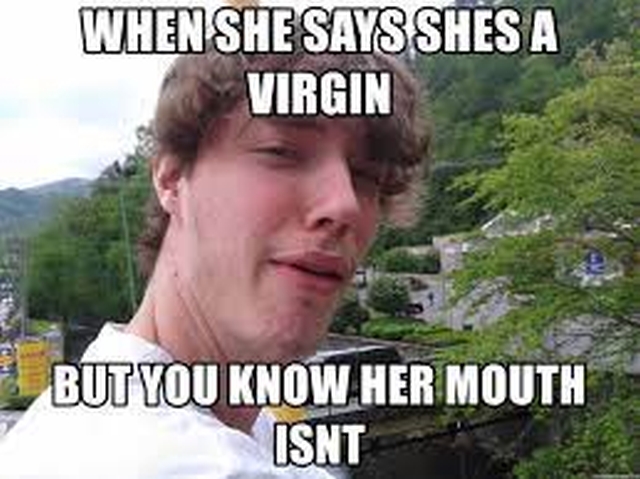 WHEN SHE SAYS SHES A
VIRGIN
BUT YOU KNOW HER MOUTH
ISNT